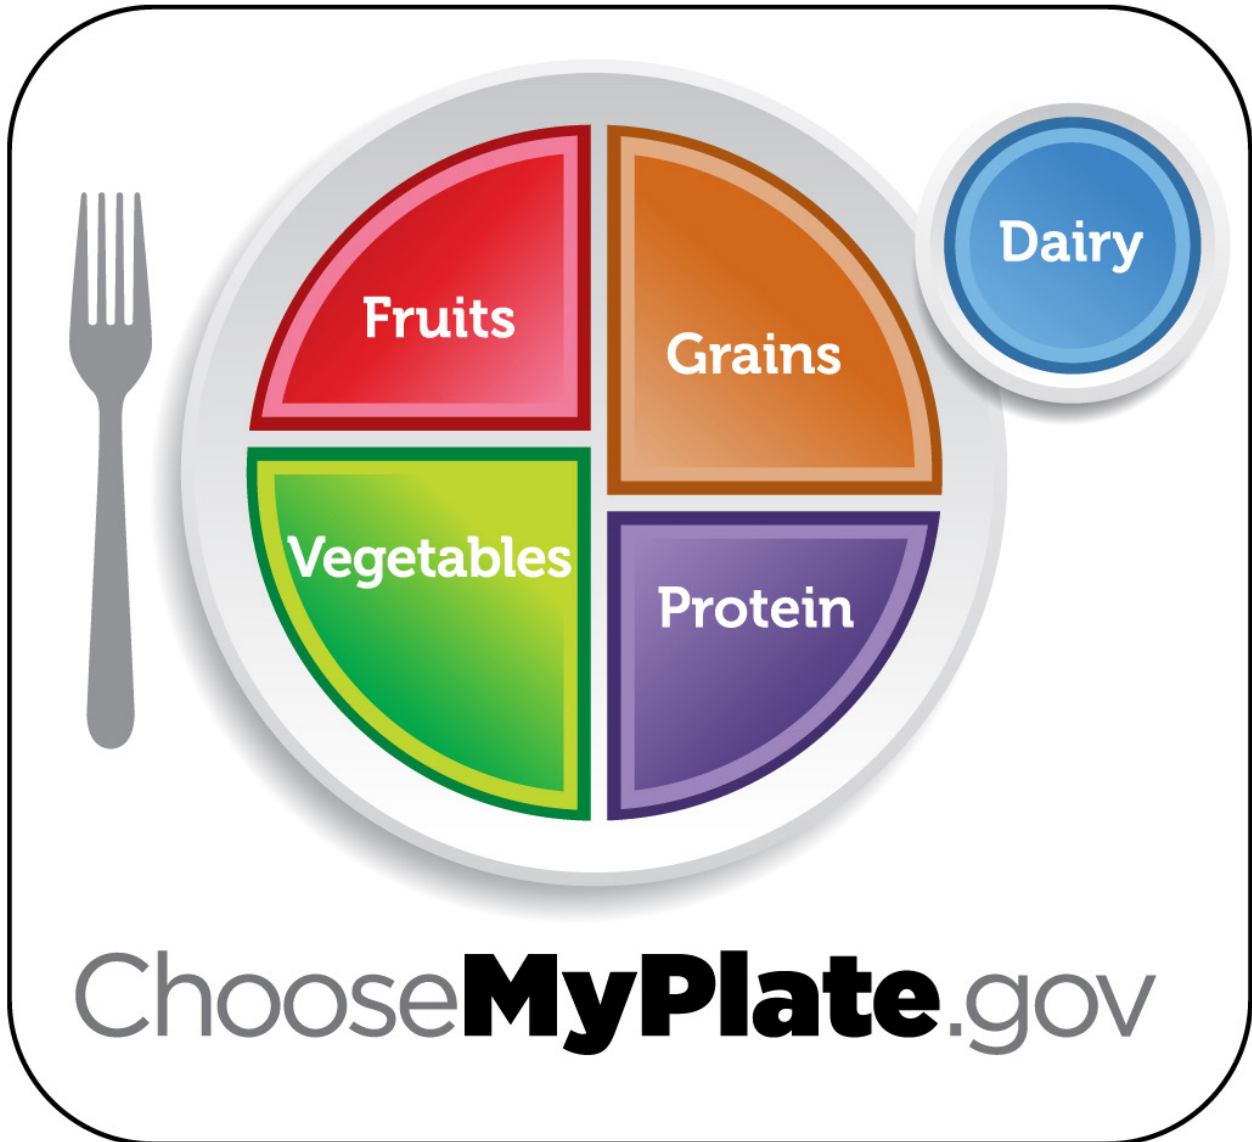 Dairy
Fruits
Grains
Vegetables
Protein
ChooseMyPlate.gov